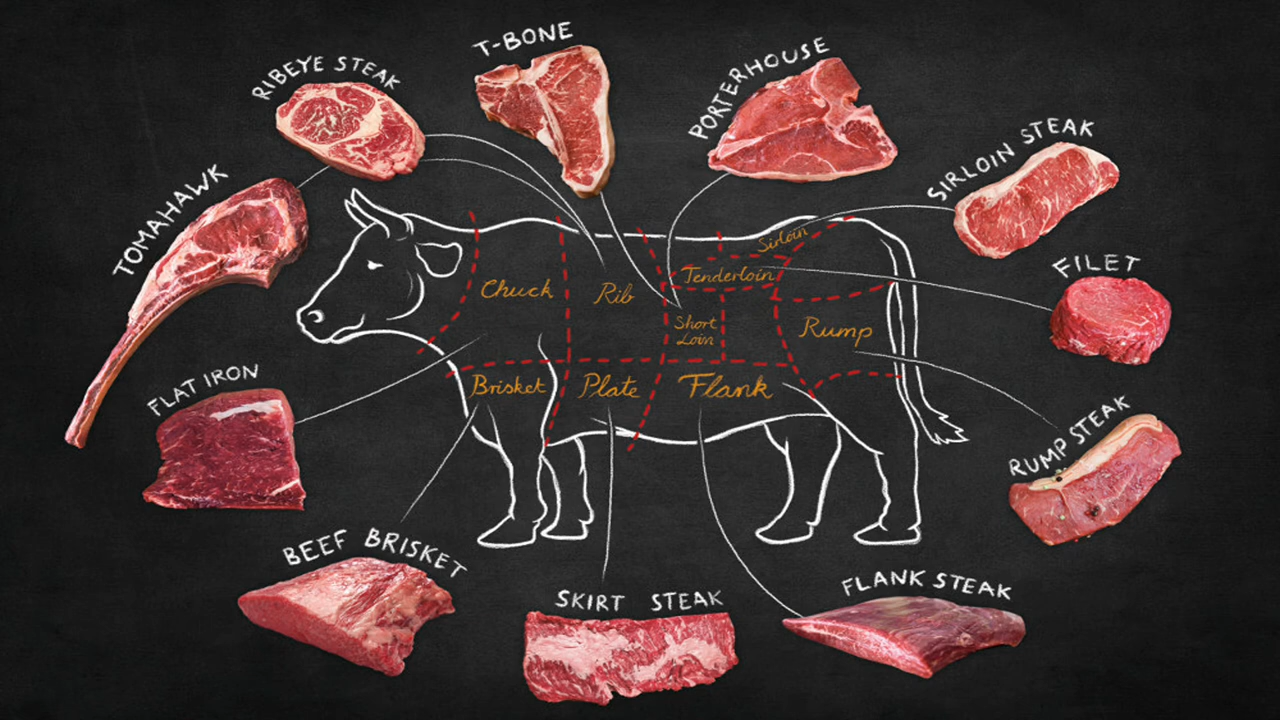 T-BONE
PORTERHOUSE
RIBEYE STEAK
SIRLOIN STEAK
TOMAHAWK
FILET
Sirloin
Tenderloin
Chuck
Rib
Short
Loin
Rump
Brisket
Plate
Flank
FLAT IRON
RUMP STEAK
BEEF BRISKET
SKIRT STEAK
FLANK STEAK